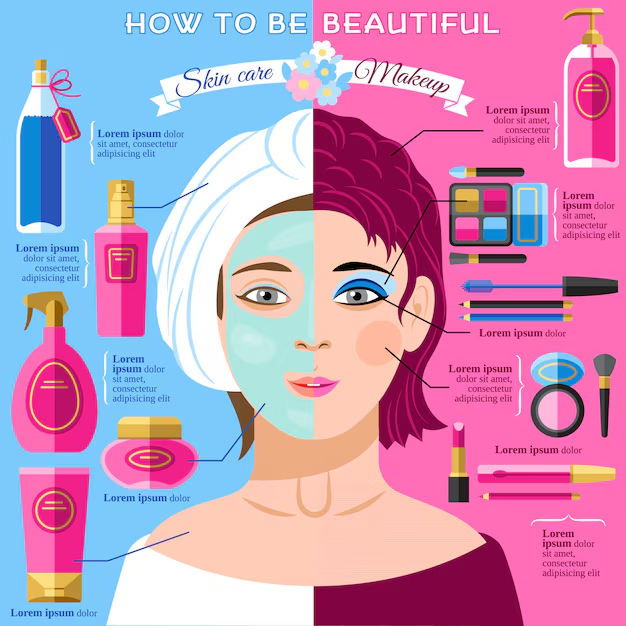 HOW TO BE BEAUTIFUL
Skin care
Makeup
Lorem ipsum dolor
sit amet, consectetur
adipisicing elit
Lorem ipsum
dolor sit amet,
consectetur
adipisicing elit
Lorem ipsum
dolor sit
amet,
consectetur
adipisicing
elit
Lorem ipsum dolor
Lorem ipsum dolor
Lorem ipsum
dolor sit amet,
consectetur
adipisicing elit
Lorem
ipsum dolor
sit amet,
consectetur
adipisicing
elit
Lorem ipsum dolor
Lorem ipsum
dolor sit
amet,
consectetur
adipisicing
elit
Lorem ipsum dolor
Lorem
ipsum dolor
sit amet,
consectetur
adipisicing
elit